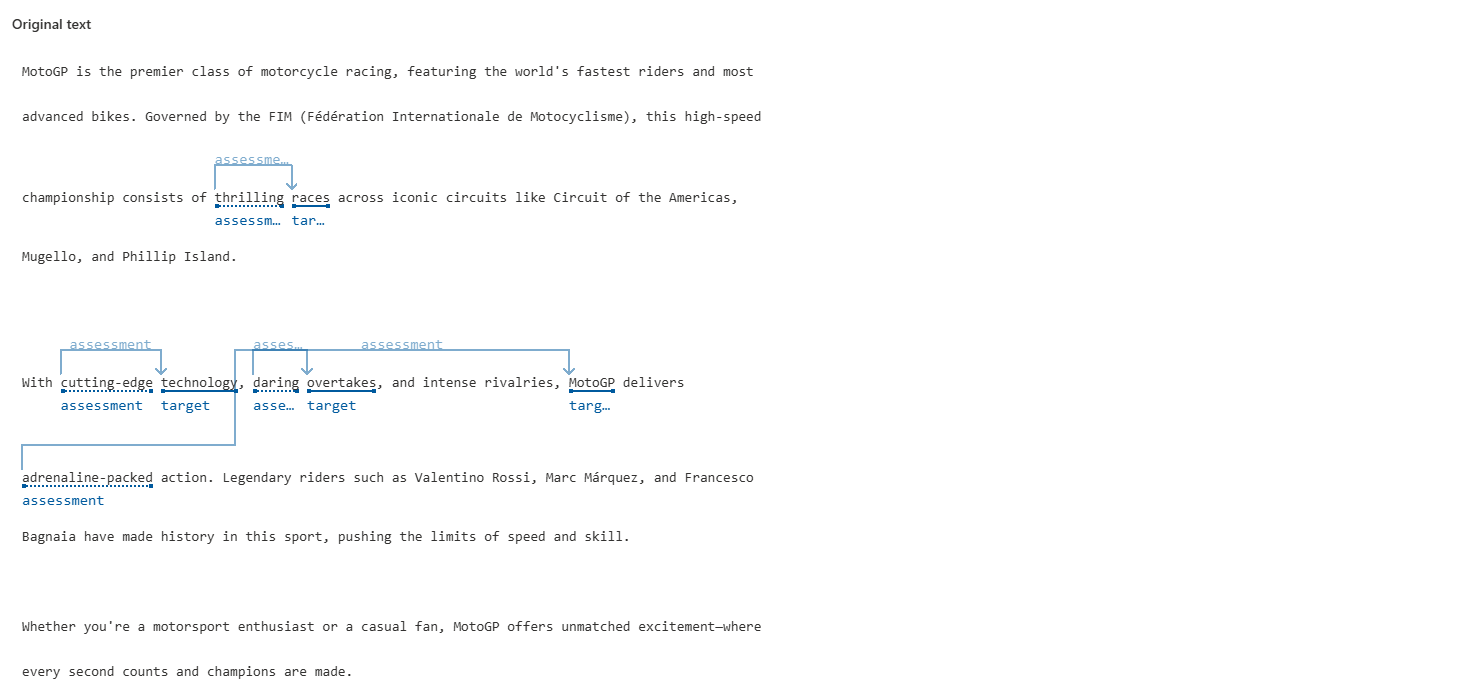 Original text
MotoGP is the premier class of motorcycle racing, featuring the world's fastest riders and most
advanced bikes. Governed by the FIM (Fédération Internationale de Motocyclisme), this high-speed
assessme…
championship consists of thrilling races across iconic circuits like Circuit of the Americas,
assessm… tar…
Mugello, and Phillip Island.
assessment asses… assessment
With cutting-edge technology, daring overtakes, and intense rivalries, MotoGP delivers
assessment target asse… target targ…
adrenaline-packed action. Legendary riders such as Valentino Rossi, Marc Márquez, and Francesco
assessment
Bagnaia have made history in this sport, pushing the limits of speed and skill.
Whether you're a motorsport enthusiast or a casual fan, MotoGP offers unmatched excitement—where
every second counts and champions are made.